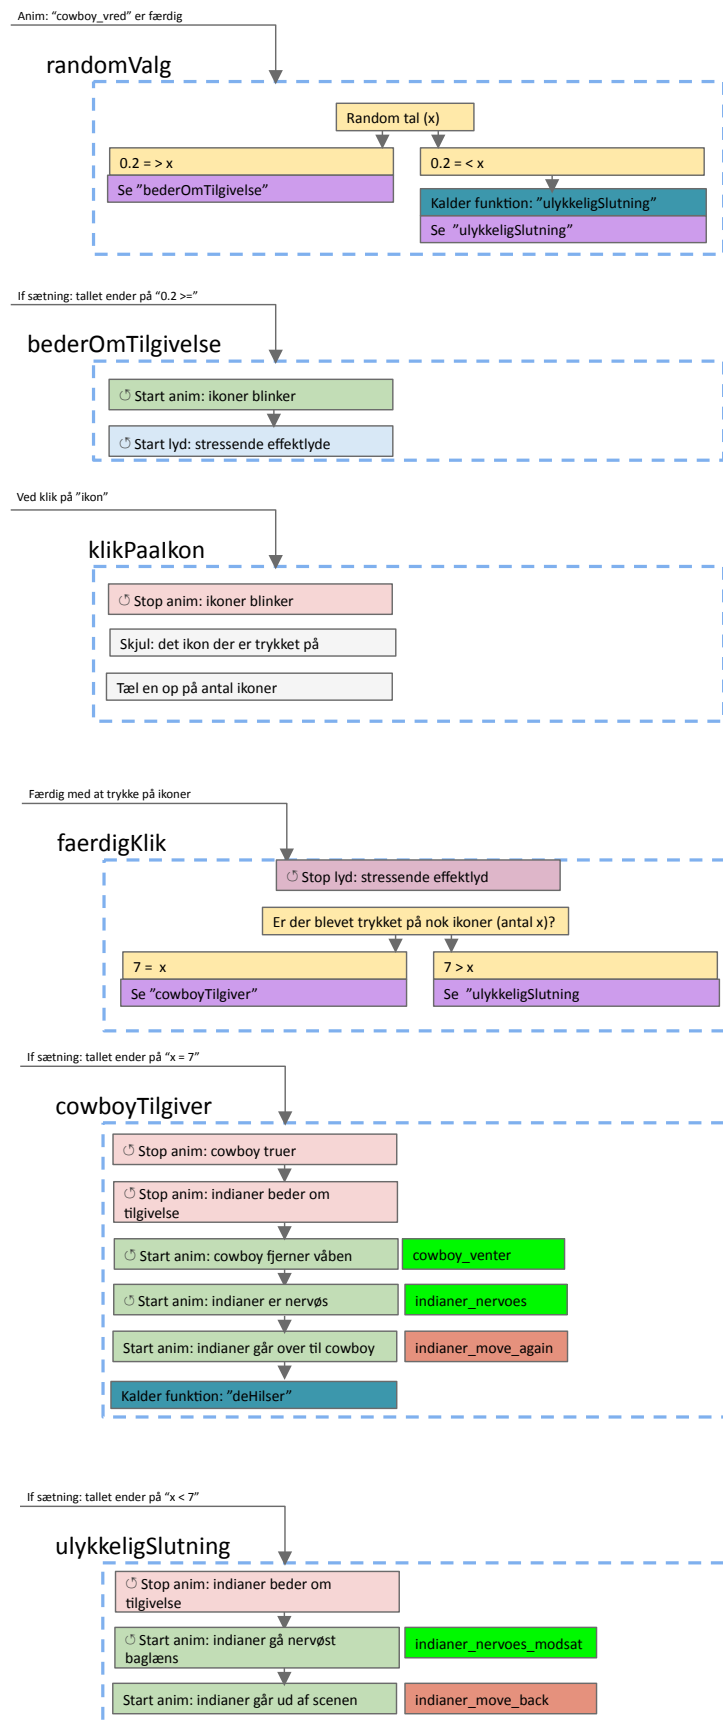 Anim: “cowboy_vred” er færdig
randomValg
Random tal (x)
0.2 = > x
0.2 = < x
Se ”bederOmTilgivelse”
Kalder funktion: ”ulykkeligSlutning”
Se ”ulykkeligSlutning”
If sætning: tallet ender på “0.2 >=”
bederOmTilgivelse
Start anim: ikoner blinker
Start lyd: stressende effektlyde
Ved klik på ”ikon”
klikPaaIkon
Stop anim: ikoner blinker
Skjul: det ikon der er trykket på
Tæl en op på antal ikoner
Færdig med at trykke på ikoner
faerdigKlik
Stop lyd: stressende effektlyd
Er der blevet trykket på nok ikoner (antal x)?
7 = x
7 > x
Se ”cowboyTilgiver”
Se ”ulykkeligSlutning
If sætning: tallet ender på “x = 7”
cowboyTilgiver
Stop anim: cowboy truer
Stop anim: indianer beder om
tilgivelse
Start anim: cowboy fjerner våben
cowboy_venter
Start anim: indianer er nervøs
indianer_nervoes
Start anim: indianer går over til cowboy
indianer_move_again
Kalder funktion: ”deHilser”
If sætning: tallet ender på “x < 7”
ulykkeligSlutning
Stop anim: indianer beder om
tilgivelse
Start anim: indianer gå nervøst
baglæns
indianer_nervoes_modsat
Start anim: indianer går ud af scenen
indianer_move_back